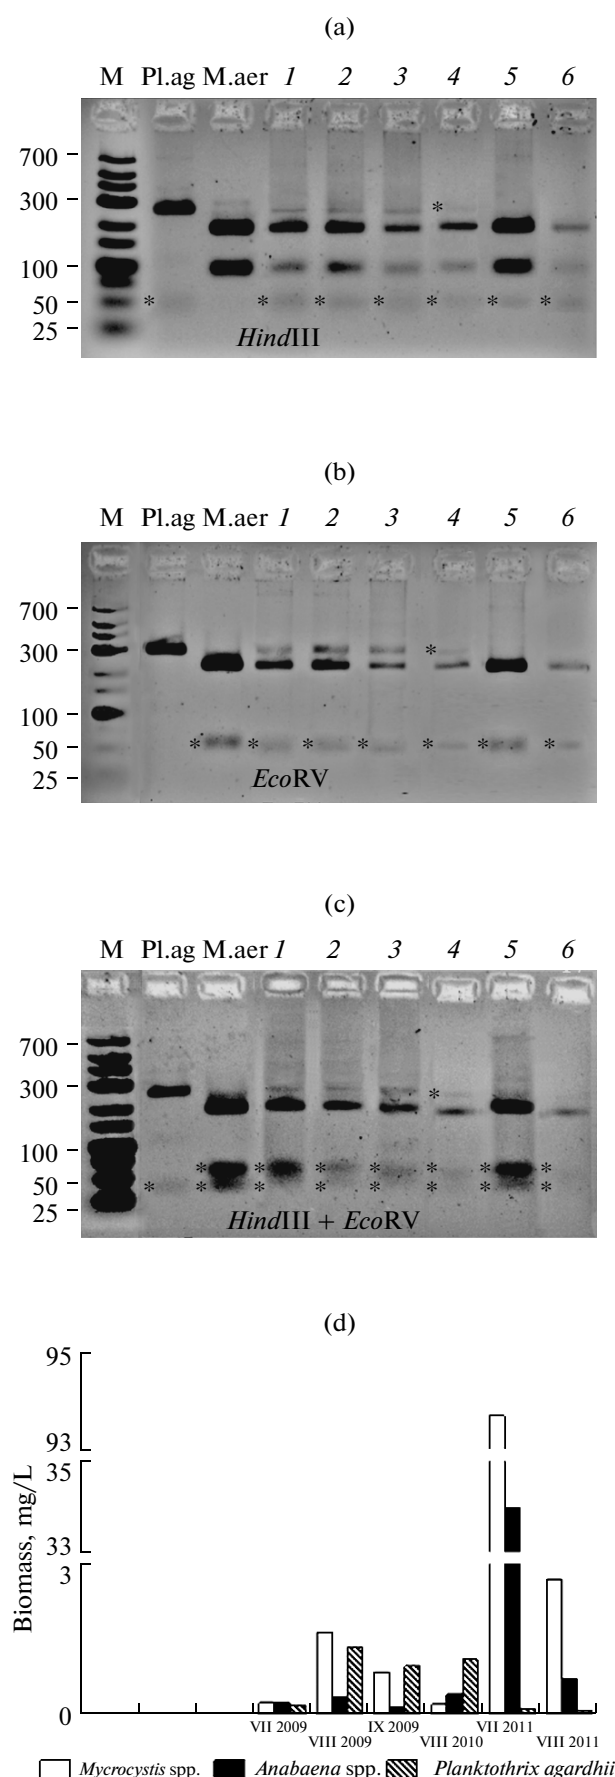 (a)
M Pl.ag M.aer 1 2 3 4 5 6
700
300
*
100
50
* * * * * * *
25
HindIII
(b)
M Pl.ag M.aer 1 2 3 4 5 6
700
300
*
100
50
* * * * * * *
25
EcoRV
(c)
M Pl.ag M.aer 1 2 3 4 5 6
700
300
*
100
* * * * * *
50
* * * * * * *
25
HindIII + EcoRV
(d)
95
93
35
33
3
0
Biomass, mg/L
VII 2009 IX 2009 VII 2011
VIII 2009 VIII 2010 VIII 2011
Mycrocystis spp. Anabaena spp. Planktothrix agardhii